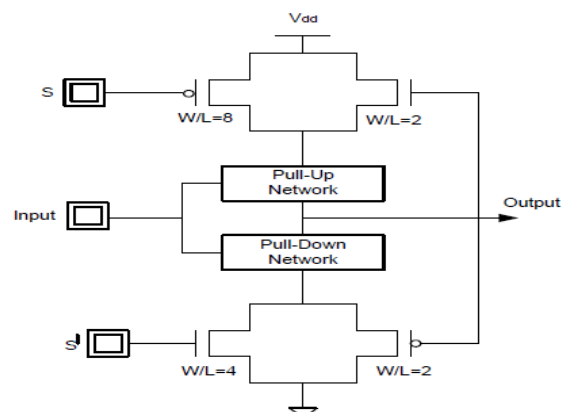 Vdd
S
W/L=8
W/L=2
Pull-Up
Network
Input
Output
Pull-Down
Network
S'
W/L=4
W/L=2